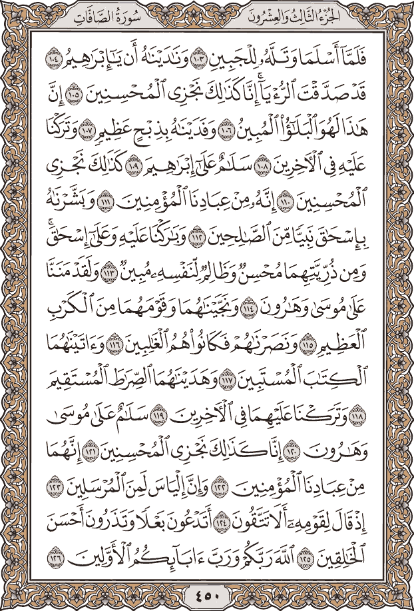 الجزء الثالث والعشرون
سورة الصافات
فَلَمَّآ أَسْلَمَا وَتَلَّهُۥ لِلْجَبِينِ ١٠٣ وَنَٰدَيْنَٰهُ أَن يَٰٓإِبْرَٰهِيمُ ١٠٤
قَدْ صَدَّقْتَ ٱلرُّءْيَآ ۚ إِنَّا كَذَٰلِكَ نَجْزِى ٱلْمُحْسِنِينَ ١٠٥ إِنَّ
هَٰذَا لَهُوَ ٱلْبَلَٰٓؤُا۟ ٱلْمُبِينُ ١٠٦ وَفَدَيْنَٰهُ بِذِبْحٍ عَظِيمٍ ١٠٧ وَتَرَكْنَا
عَلَيْهِ فِى ٱلْءَاخِرِينَ ١٠٨ سَلَٰمٌ عَلَىٰٓ إِبْرَٰهِيمَ ١٠٩ كَذَٰلِكَ نَجْزِى
ٱلْمُحْسِنِينَ ١١٠ إِنَّهُۥ مِنْ عِبَادِنَا ٱلْمُؤْمِنِينَ ١١١ وَبَشَّرْنَٰهُ
بِإِسْحَٰقَ نَبِيًّا مِّنَ ٱلصَّٰلِحِينَ ١١٢ وَبَٰرَكْنَا عَلَيْهِ وَعَلَىٰٓ إِسْحَٰقَ ۚ
وَمِن ذُرِّيَّتِهِمَا مُحْسِنٌ وَظَالِمٌ لِّنَفْسِهِۦ مُبِينٌ ١١٣ وَلَقَدْ مَنَنَّا
عَلَىٰ مُوسَىٰ وَهَٰرُونَ ١١٤ وَنَجَّيْنَٰهُمَا وَقَوْمَهُمَا مِنَ ٱلْكَرْبِ
ٱلْعَظِيمِ ١١٥ وَنَصَرْنَٰهُمْ فَكَانُوا۟ هُمُ ٱلْغَٰلِبِينَ ١١٦ وَءَاتَيْنَٰهُمَا
ٱلْكِتَٰبَ ٱلْمُسْتَبِينَ ١١٧ وَهَدَيْنَٰهُمَا ٱلصِّرَٰطَ ٱلْمُسْتَقِيمَ
١١٨ وَتَرَكْنَا عَلَيْهِمَا فِى ٱلْءَاخِرِينَ ١١٩ سَلَٰمٌ عَلَىٰ مُوسَىٰ
وَهَٰرُونَ ١٢٠ إِنَّا كَذَٰلِكَ نَجْزِى ٱلْمُحْسِنِينَ ١٢١ إِنَّهُمَا
مِنْ عِبَادِنَا ٱلْمُؤْمِنِينَ ١٢٢ وَإِنَّ إِلْيَاسَ لَمِنَ ٱلْمُرْسَلِينَ ١٢٣
إِذْ قَالَ لِقَوْمِهِۦٓ أَلَا تَتَّقُونَ ١٢٤ أَتَدْعُونَ بَعْلًا وَتَذَرُونَ أَحْسَنَ
ٱلْخَٰلِقِينَ ١٢٥ ٱللَّهَ رَبَّكُمْ وَرَبَّ ءَابَآئِكُمُ ٱلْأَوَّلِينَ ١٢٦
٤٥٠